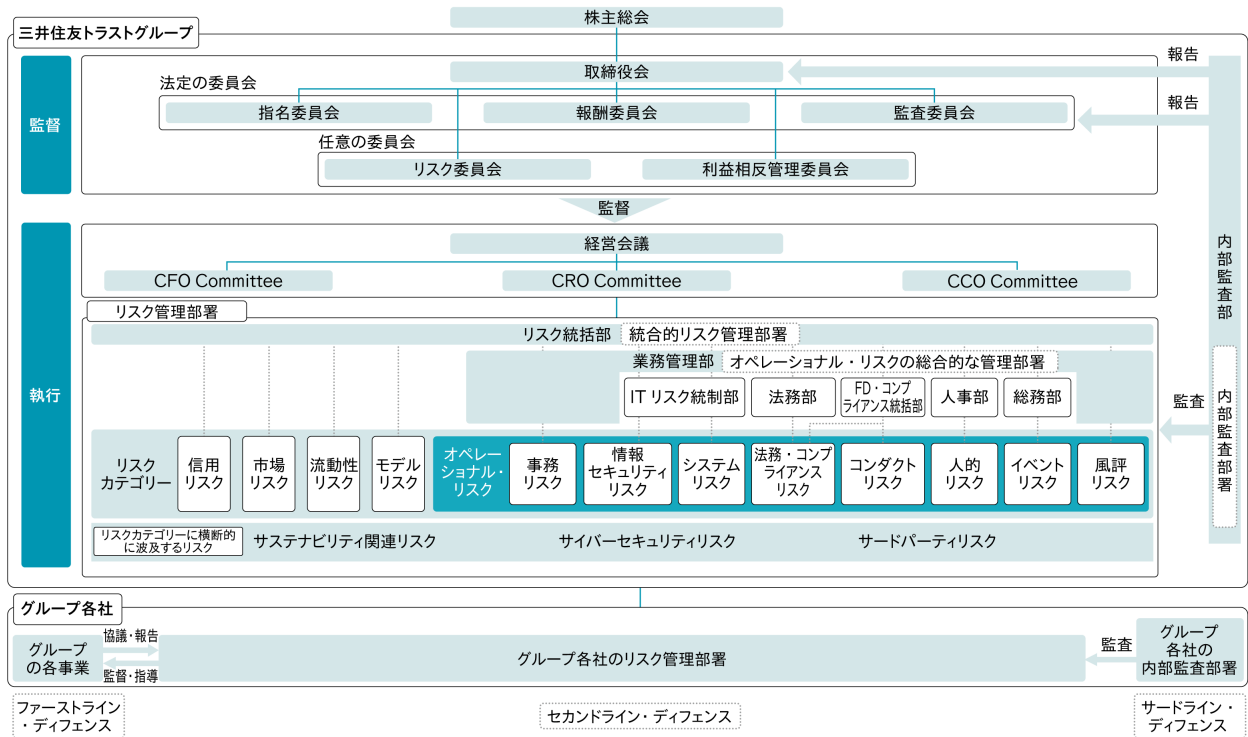 株主総会
三井住友トラストグループ
監督
取締役会
報告
法定の委員会
指名委員会
報酬委員会
監査委員会
報告
任意の委員会
リスク委員会
利益相反管理委員会
監督
執行
経営会議
CFO Committee
CRO Committee
CCO Committee
内部監査部
リスク管理部署
リスク統括部
統合的リスク管理部署
業務管理部
オペレーショナル・リスクの総合的な管理部署
IT リスク統制部
法務部
FD・コンプ
ライアンス統括部
人事部
総務部
監査
内部監査部署
リスク
カテゴリー
信用
リスク
市場
リスク
流動性
リスク
モデル
リスク
オペレー
ショナル・
リスク
事務
リスク
情報
セキュリティ
リスク
システム
リスク
法務・コンプ
ライアンス
リスク
コンダクト
リスク
人的
リスク
イベント
リスク
風評
リスク
リスクカテゴリーに横断的
に波及するリスク
サステナビリティ関連リスク
サイバーセキュリティリスク
サードパーティリスク
グループ各社
グループ
の各事業
協議・報告
監督・指導
グループ各社のリスク管理部署
監査
グループ
各社の
内部監査部署
ファーストライン
・ディフェンス
セカンドライン・ディフェンス
サードライン・
ディフェンス